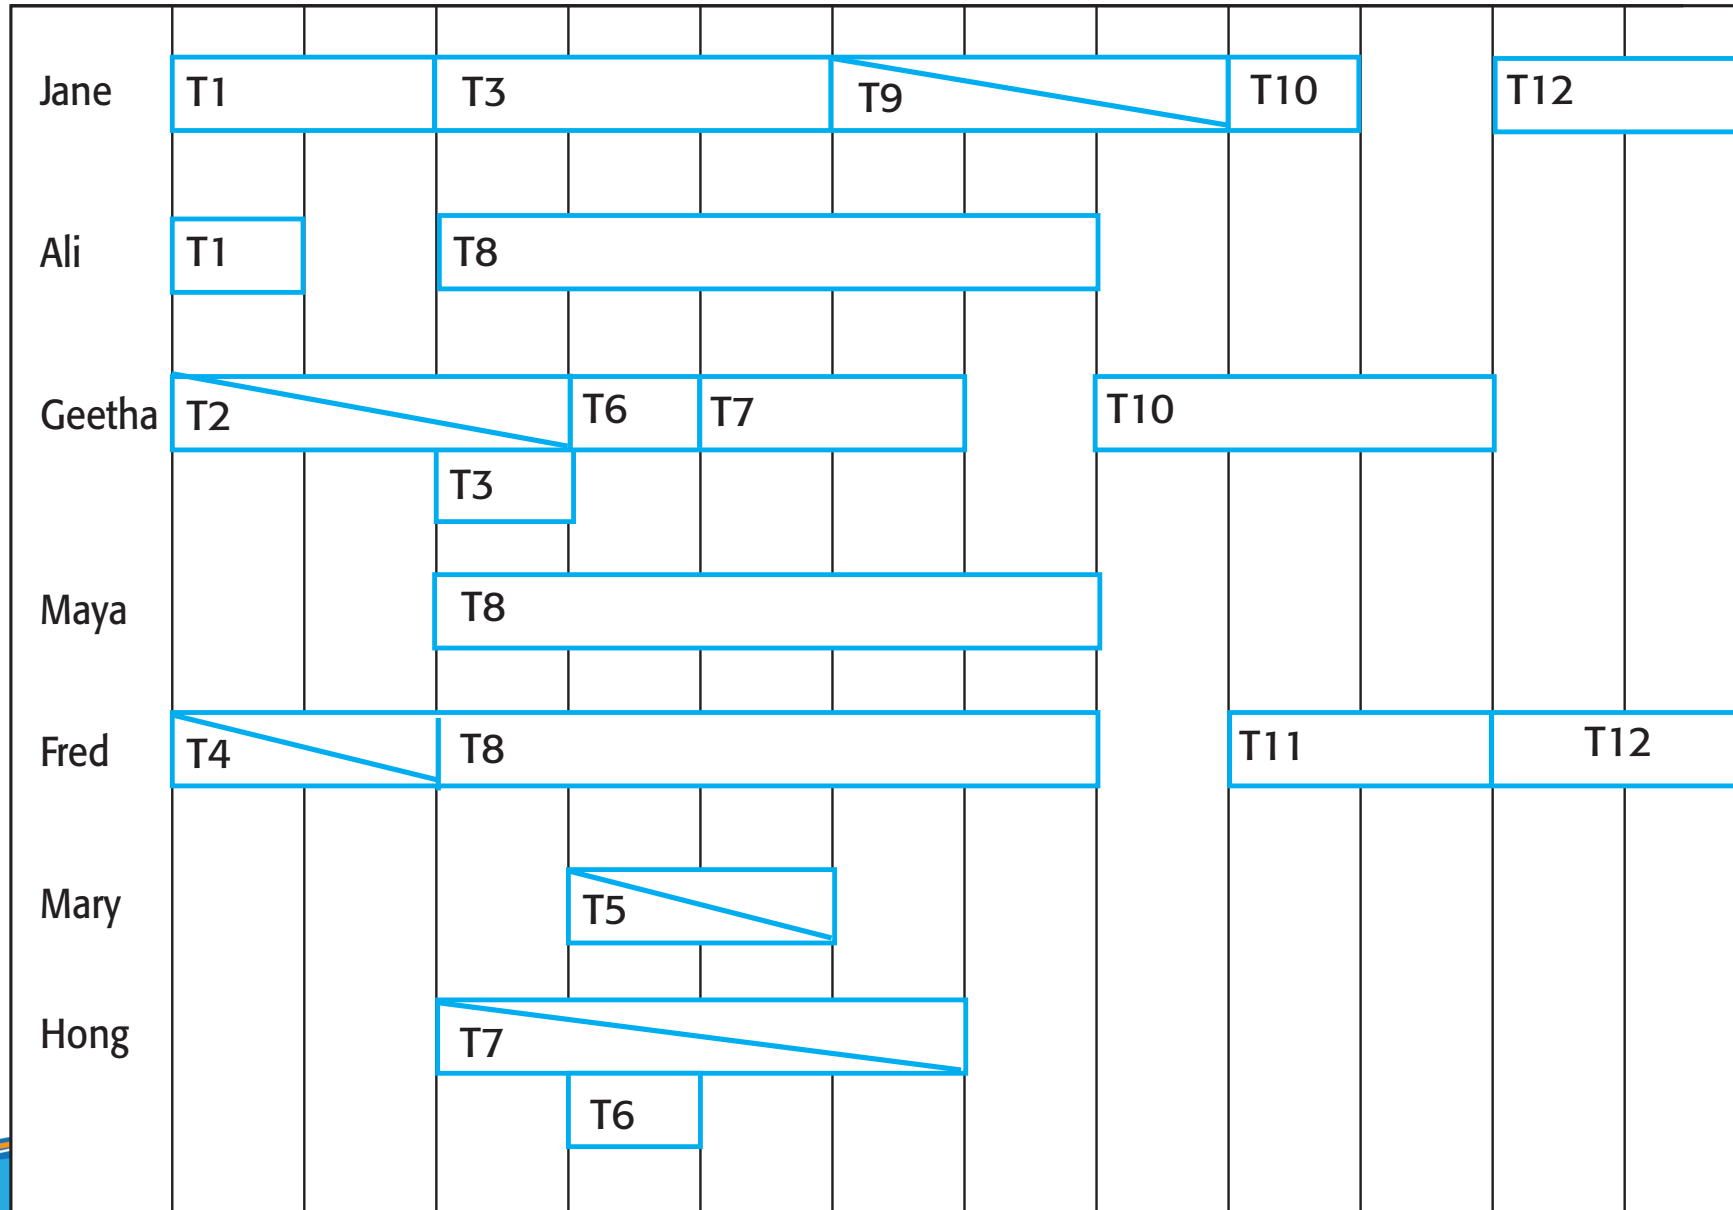 Jane T1 T3 T9 T10 T12
Ali T1 T8
Geetha T2 T6 T7 T10
T3
Maya T8
Fred T4 T8 T11 T12
Mary T5
Hong T7
T6